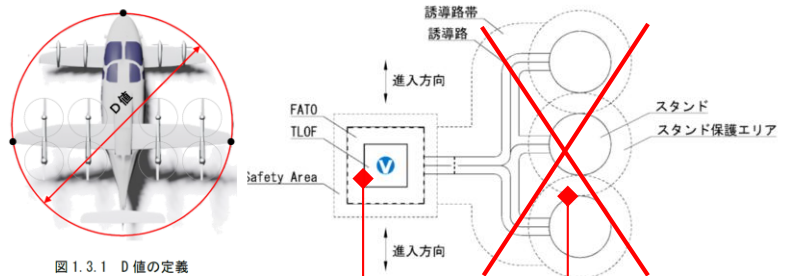 D値
図1.3.1 D値の定義
誘導路帯
誘導路
進入方向
FATO
TLOF
V
Safety Area
スタンド
スタンド保護エリア
進入方向